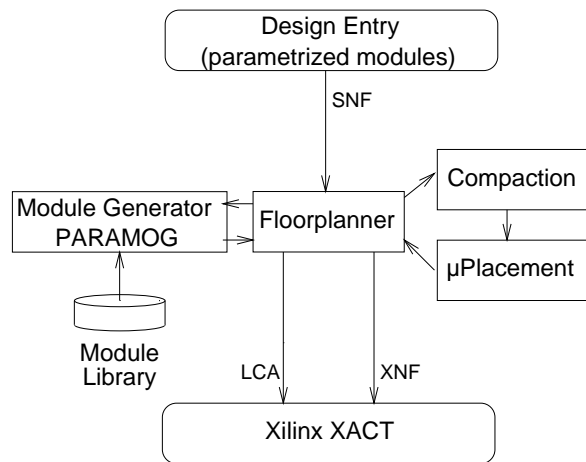 Design Entry
(parametrized modules)
SNF
Compaction
Module Generator
PARAMOG
Floorplanner
µPlacement
Module
Library
LCA
XNF
Xilinx XACT